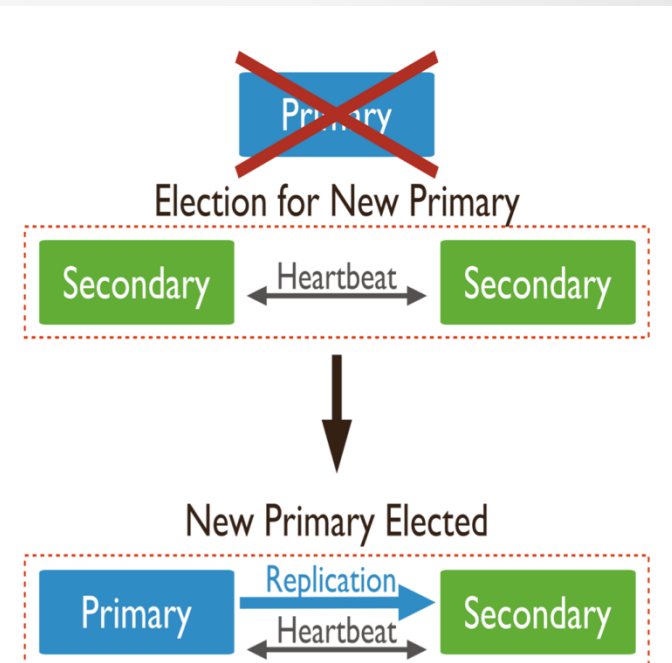 Primary
Election for New Primary
Secondary
Heartbeat
Secondary
New Primary Elected
Primary
Replication
Heartbeat
Secondary